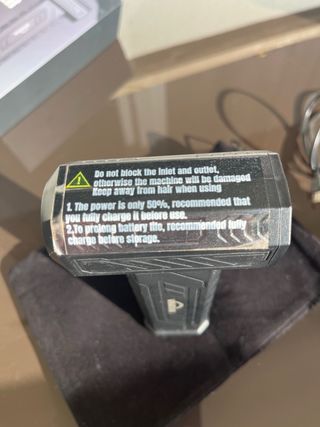 Do not block the inlet and outlet,
otherwise the machine will be damaged
Keep away from hair when using
1. The power is only 50%, recommended that
you fully charge it before use.
2.To proleng battery life, recommended fully
charge before storage.